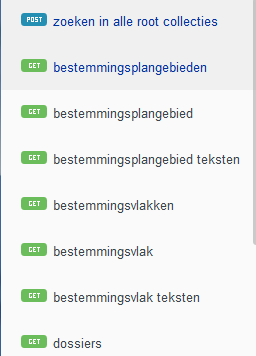 POST zoeken in alle root collecties
GET bestemmingsplangebieden
GET bestemmingsplangebied
GET bestemmingsplangebied teksten
GET bestemmingsvlakken
GET bestemmingsvlak
GET bestemmingsvlak teksten
GET dossiers